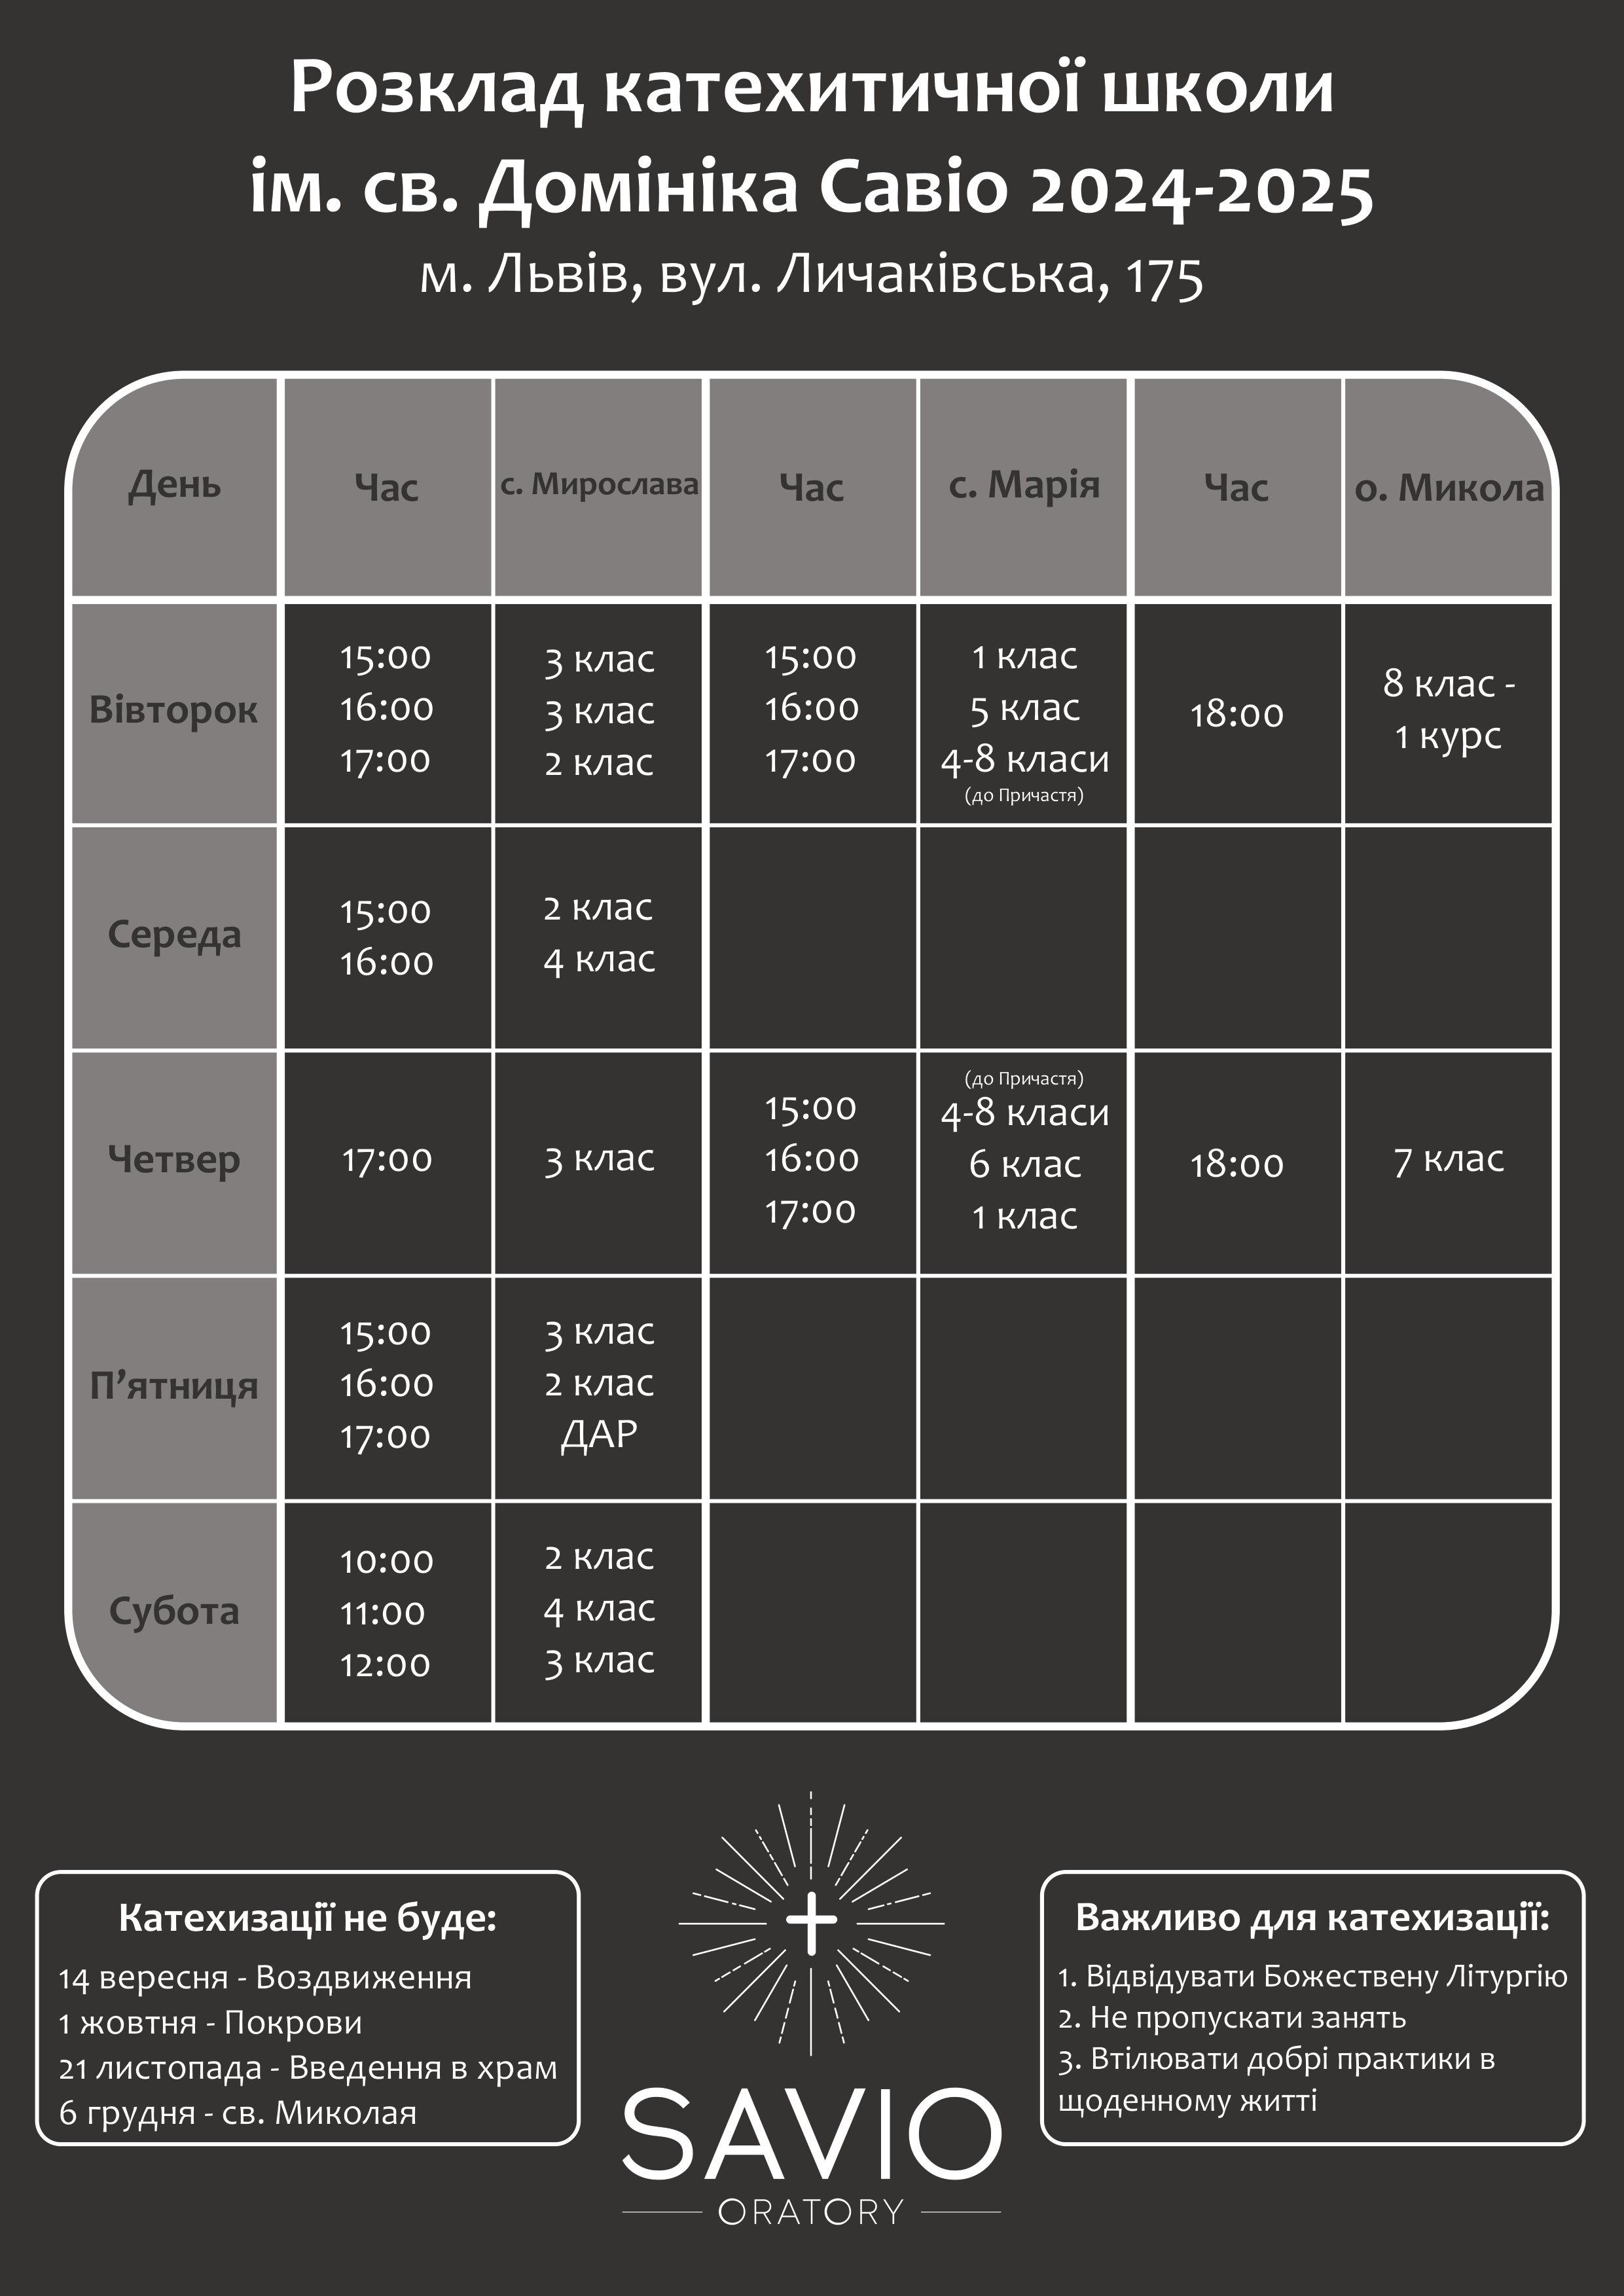 Розклад катехитичної школи
ім. св. Домініка Савіо 2024-2025
м. Львів, вул. Личаківська, 175
День
Час
с. Мирослава
Час
с. Марія
Час
о. Микола
Вівторок
15:00
16:00
17:00
3 клас
3 клас
2 клас
15:00
16:00
17:00
1 клас
5 клас
4-8 класи
(до Причастя)
18:00
8 клас -
1 курс
Середа
15:00
16:00
2 клас
4 клас
Четвер
17:00
3 клас
15:00
16:00
17:00
(до Причастя)
4-8 класи
6 клас
1 клас
18:00
7 клас
П’ятниця
15:00
16:00
17:00
3 клас
2 клас
ДАР
Субота
10:00
11:00
12:00
2 клас
4 клас
3 клас
Катехизації не буде:
14 вересня - Воздвиження
1 жовтня - Покрови
21 листопада - Введення в храм
6 грудня - св. Миколая
SAVIO
ORATORY
Важливо для катехизації:
1. Відвідувати Божествену Літургію
2. Не пропускати занять
3. Втілювати добрі практики в
щоденному житті